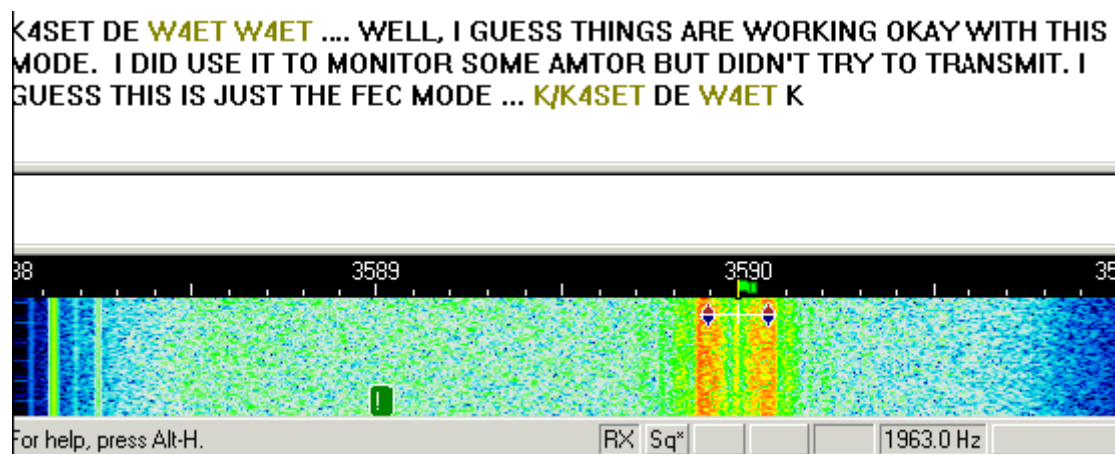 K4SET DE W4ET W4ET .... WELL, I GUESS THINGS ARE WORKING OKAY WITH THIS
MODE. I DID USE IT TO MONITOR SOME AMTOR BUT DIDN'T TRY TO TRANSMIT. I
GUESS THIS IS JUST THE FEC MODE ... K/K4SET DE W4ET K
38 3589 3590 35
!
For help, press Alt-H. RX Sq* 1963.0 Hz